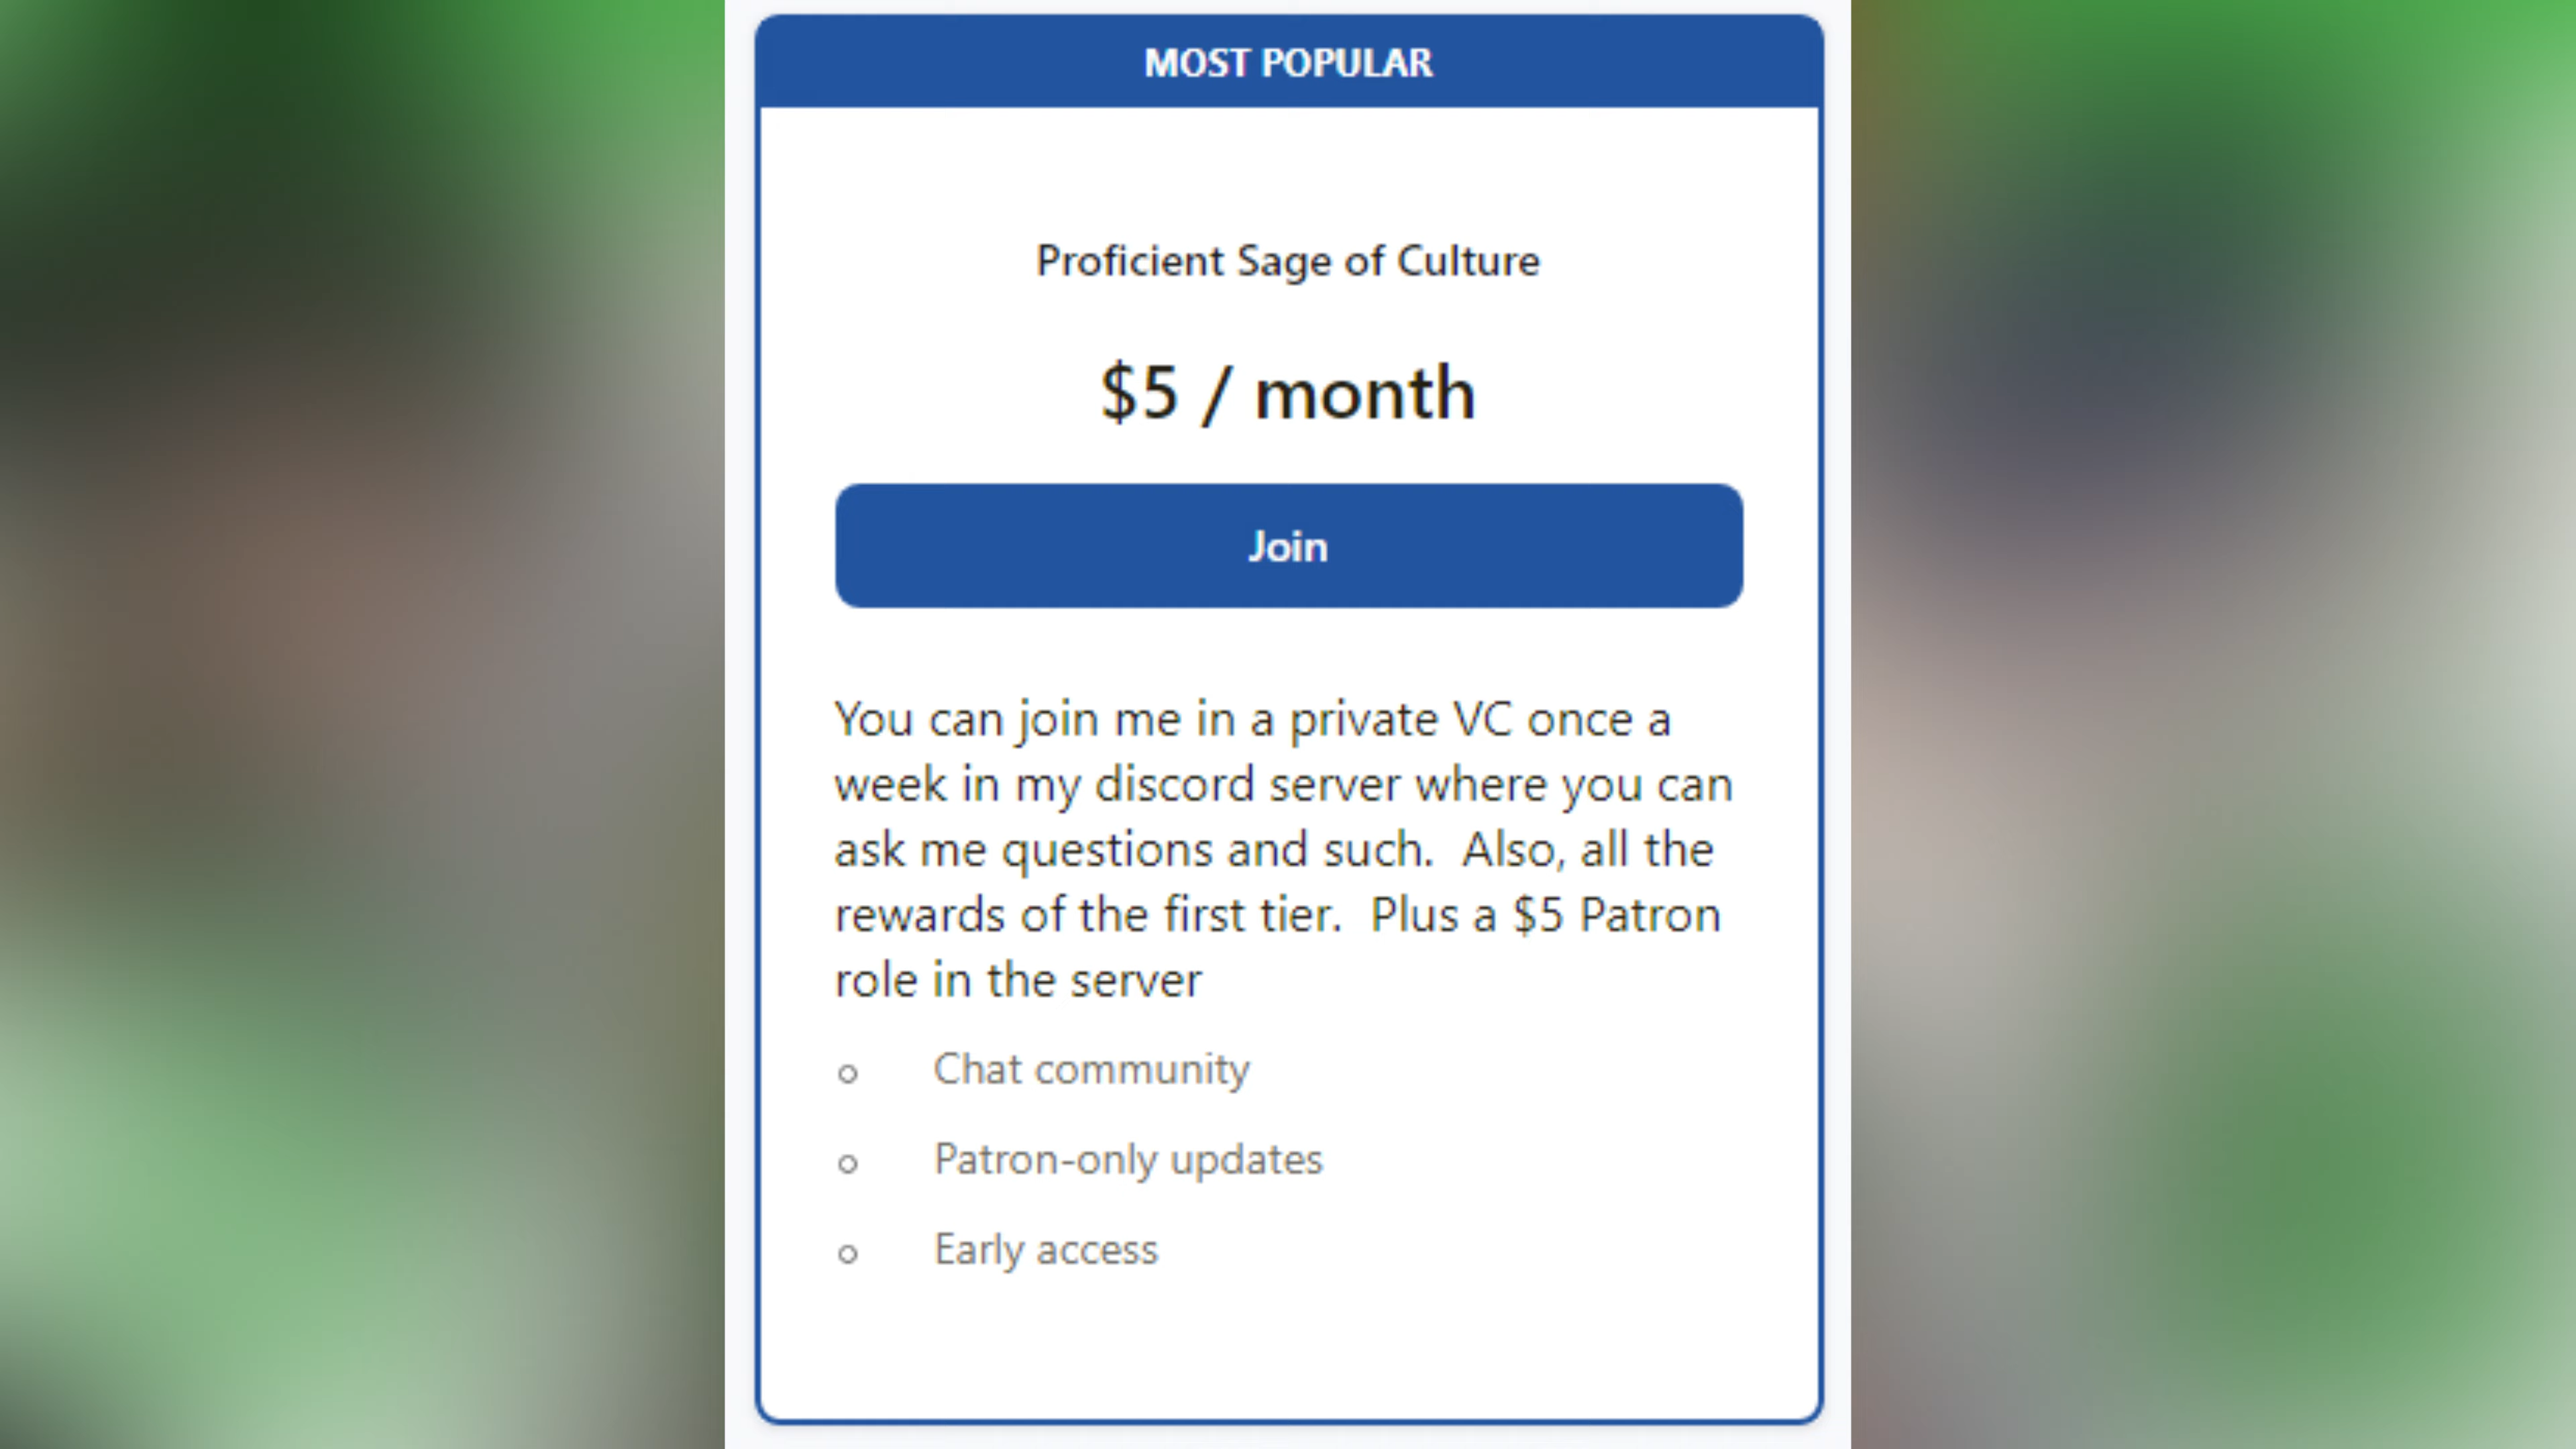 MOST POPULAR
Proficient Sage of Culture
$5 / month
Join
You can join me in a private VC once a
week in my discord server where you can
ask me questions and such.  Also, all the
rewards of the first tier.  Plus a $5 Patron
role in the server
Chat community
Patron-only updates
Early access